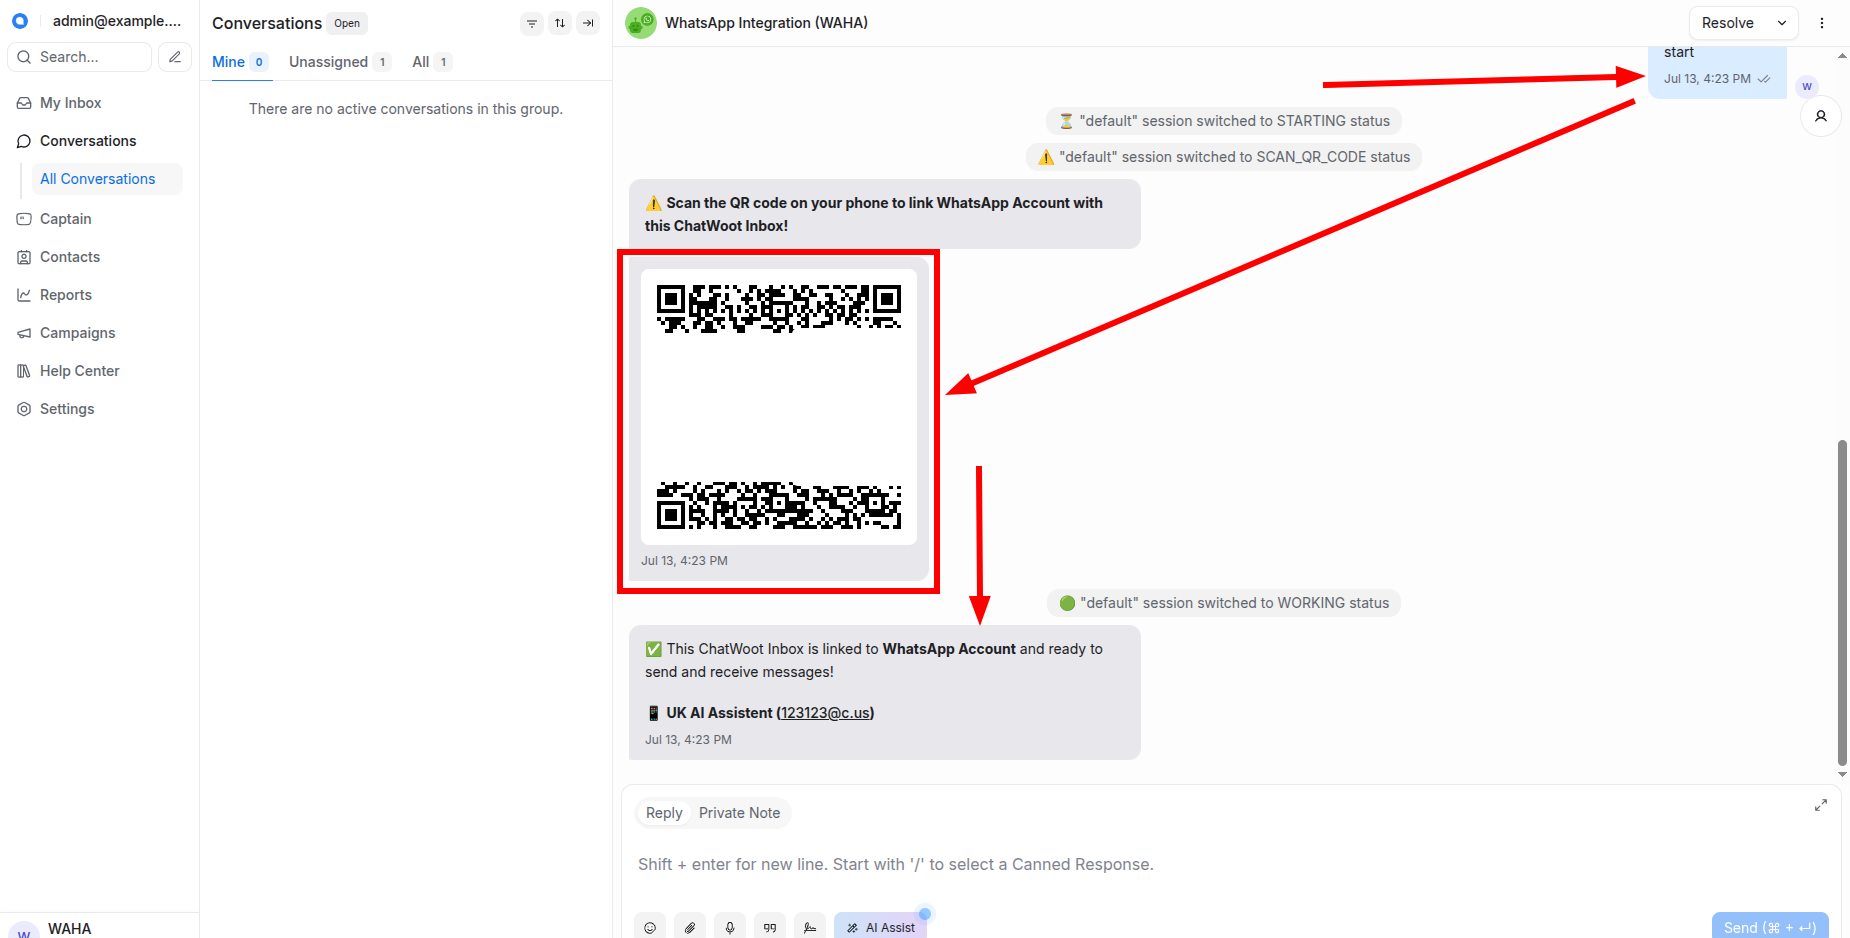 admin@example....
Search...
My Inbox
Conversations
All Conversations
Captain
Contacts
Reports
Campaigns
Help Center
Settings
W
WAHA
Conversations Open
Mine 0 Unassigned 1 All 1
There are no active conversations in this group.
WhatsApp Integration (WAHA)
Resolve
start
Jul 13, 4:23 PM
W
⏳ "default" session switched to STARTING status
⚠️ "default" session switched to SCAN_QR_CODE status
⚠️ Scan the QR code on your phone to link WhatsApp Account with
this ChatWoot Inbox!
Jul 13, 4:23 PM
🟢 "default" session switched to WORKING status
✅ This ChatWoot Inbox is linked to WhatsApp Account and ready to
send and receive messages!
📱 UK AI Assistent (123123@c.us)
Jul 13, 4:23 PM
Reply Private Note
Shift + enter for new line. Start with '/' to select a Canned Response.
AI Assist
Send (⌘ + ↵)